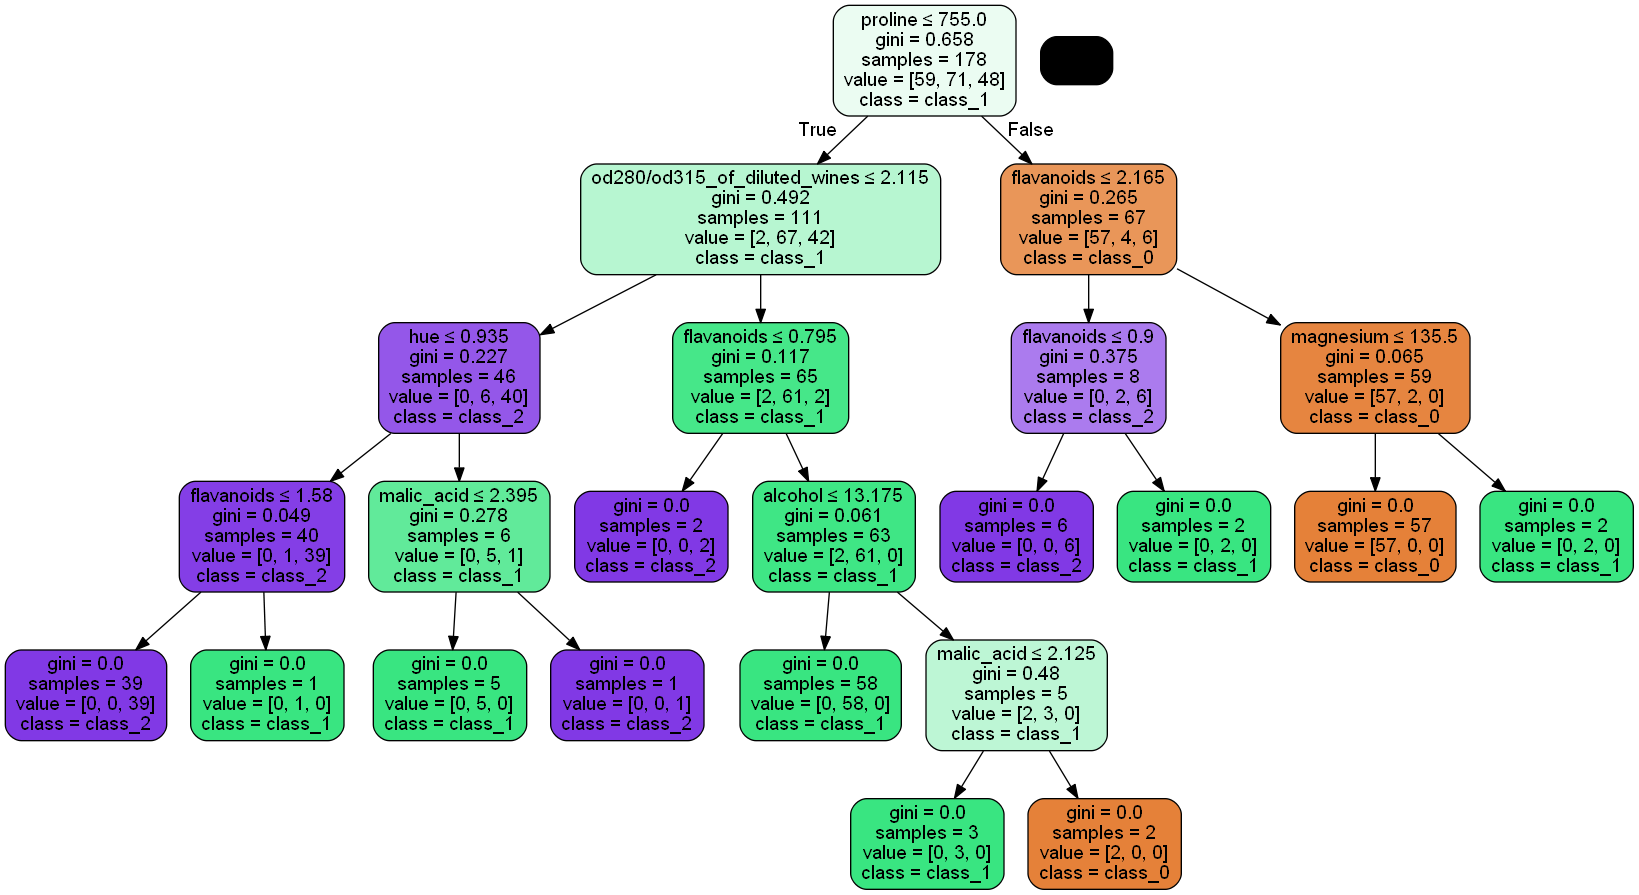 proline ≤ 755.0
gini = 0.658
samples = 178
value = [59, 71, 48]
class = class_1
True
False
od280/od315_of_diluted_wines ≤ 2.115
gini = 0.492
samples = 111
value = [2, 67, 42]
class = class_1
flavanoids ≤ 2.165
gini = 0.265
samples = 67
value = [57, 4, 6]
class = class_0
hue ≤ 0.935
gini = 0.227
samples = 46
value = [0, 6, 40]
class = class_2
flavanoids ≤ 0.795
gini = 0.117
samples = 65
value = [2, 61, 2]
class = class_1
flavanoids ≤ 0.9
gini = 0.375
samples = 8
value = [0, 2, 6]
class = class_2
magnesium ≤ 135.5
gini = 0.065
samples = 59
value = [57, 2, 0]
class = class_0
flavanoids ≤ 1.58
gini = 0.049
samples = 40
value = [0, 1, 39]
class = class_2
malic_acid ≤ 2.395
gini = 0.278
samples = 6
value = [0, 5, 1]
class = class_1
gini = 0.0
samples = 2
value = [0, 0, 2]
class = class_2
alcohol ≤ 13.175
gini = 0.061
samples = 63
value = [2, 61, 0]
class = class_1
gini = 0.0
samples = 6
value = [0, 0, 6]
class = class_2
gini = 0.0
samples = 2
value = [0, 2, 0]
class = class_1
gini = 0.0
samples = 57
value = [57, 0, 0]
class = class_0
gini = 0.0
samples = 2
value = [0, 2, 0]
class = class_1
gini = 0.0
samples = 39
value = [0, 0, 39]
class = class_2
gini = 0.0
samples = 1
value = [0, 1, 0]
class = class_1
gini = 0.0
samples = 5
value = [0, 5, 0]
class = class_1
gini = 0.0
samples = 1
value = [0, 0, 1]
class = class_2
gini = 0.0
samples = 58
value = [0, 58, 0]
class = class_1
malic_acid ≤ 2.125
gini = 0.48
samples = 5
value = [2, 3, 0]
class = class_1
gini = 0.0
samples = 3
value = [0, 3, 0]
class = class_1
gini = 0.0
samples = 2
value = [2, 0, 0]
class = class_0